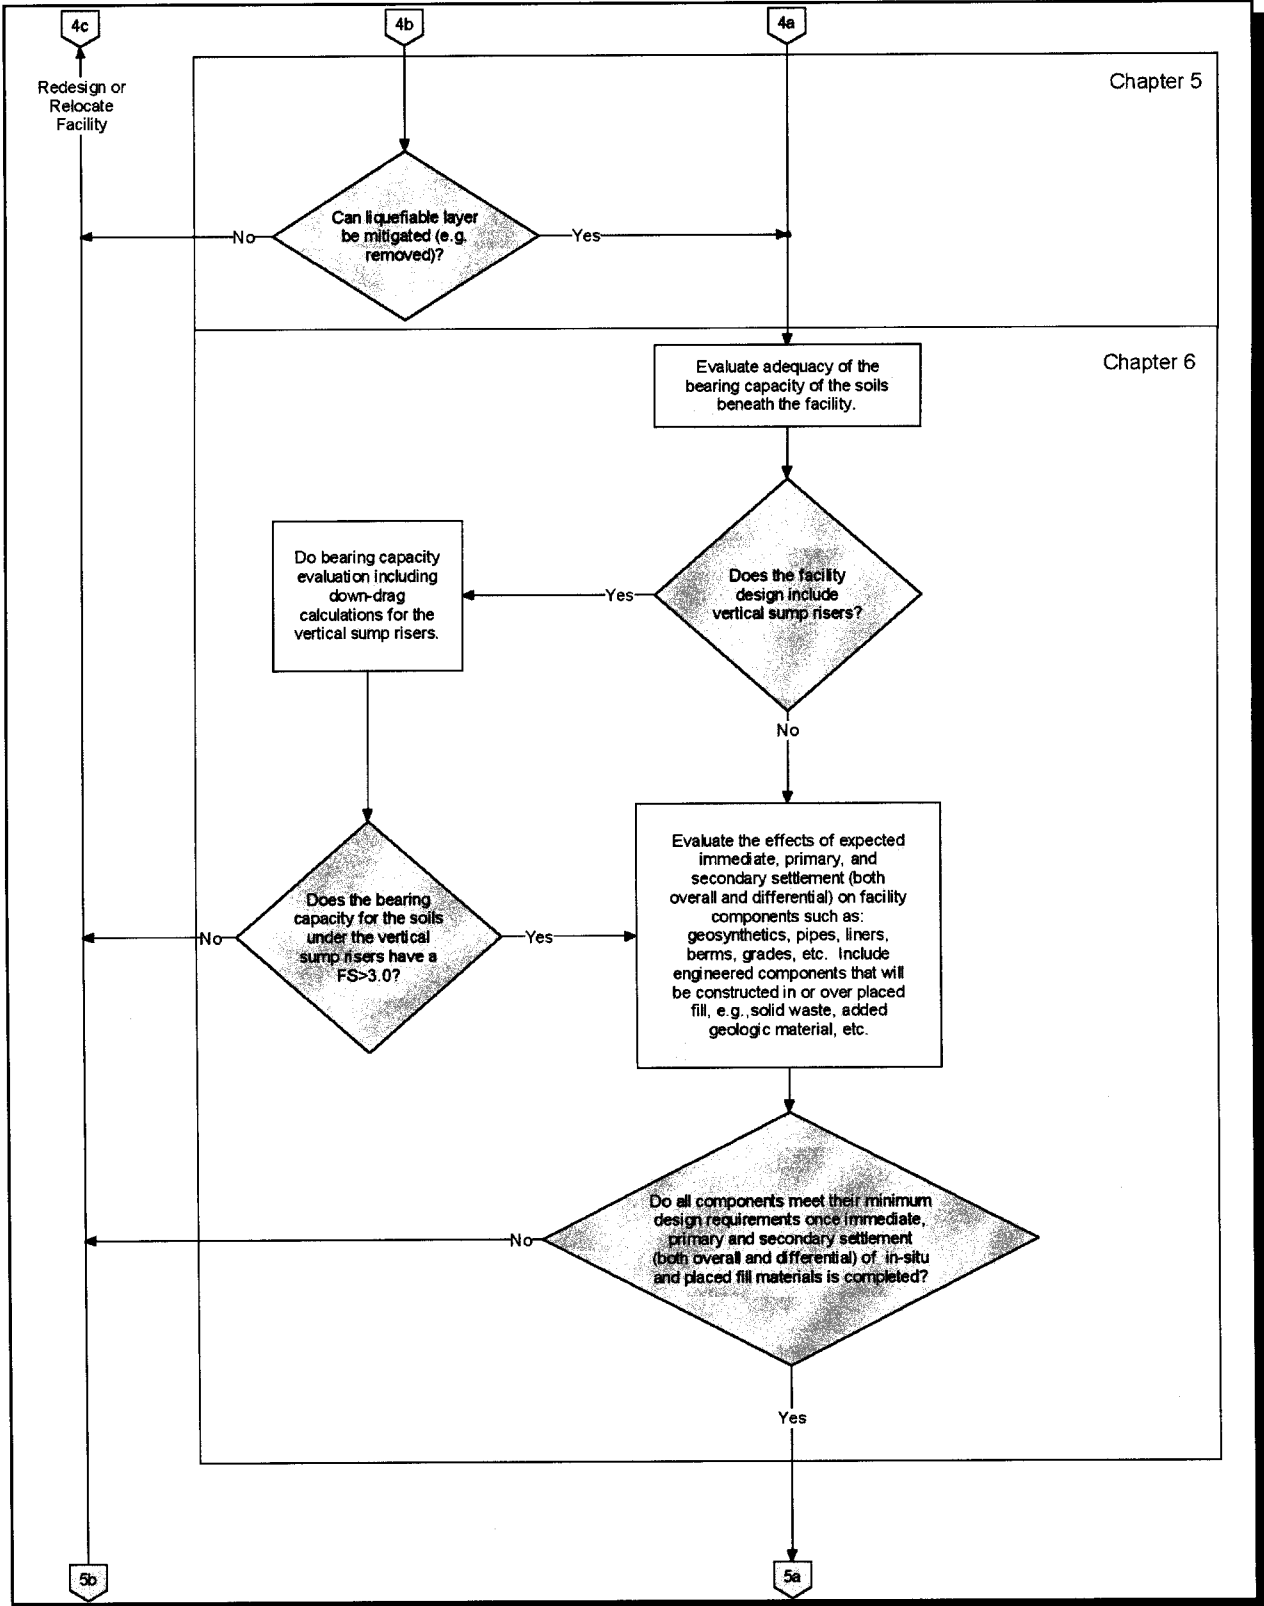 4c
4b
4a
Redesign or
Relocate
Facility
Chapter 5
Can liquefiable layer
be mitigated (e.g.
removed)?
No
Yes
Chapter 6
Evaluate adequacy of the
bearing capacity of the soils
beneath the facility.
Does the facility
design include
vertical sump risers?
Yes
No
Do bearing capacity
evaluation including
down-drag
calculations for the
vertical sump risers.
Does the bearing
capacity for the soils
under the vertical
sump risers have a
FS>3.0?
No
Yes
Evaluate the effects of expected
immediate, primary, and
secondary settlement (both
overall and differential) on facility
components such as:
geosynthetics, pipes, liners,
berms, grades, etc. Include
engineered components that will
be constructed in or over placed
fill, e.g.,solid waste, added
geologic material, etc.
Do all components meet their minimum
design requirements once immediate,
primary and secondary settlement
(both overall and differential) of in-situ
and placed fill materials is completed?
No
Yes
5b
5a